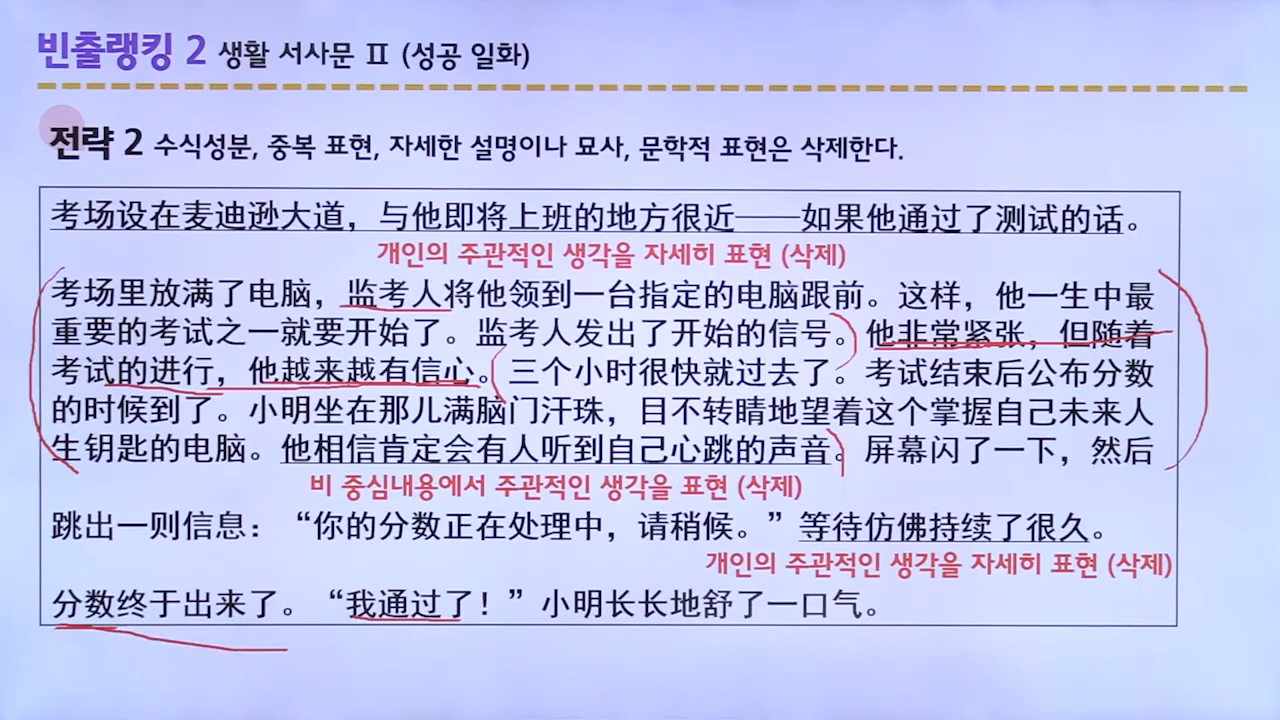 빈출랭킹 2 생활 서사문 Ⅱ (성공 일화)
전략 2 수식성분, 중복 표현, 자세한 설명이나 묘사, 문학적 표현은 삭제한다.
考场设在麦迪逊大道，与他即将上班的地方很近——如果他通过了测试的话。
개인의 주관적인 생각을 자세히 표현 (삭제)
考场里放满了电脑，监考人将他领到一台指定的电脑跟前。这样，他一生中最
重要的考试之一就要开始了。监考人发出了开始的信号。他非常紧张，但随着
考试的进行，他越来越有信心。三个小时很快就过去了。考试结束后公布分数
的时候到了。小明坐在那儿满脑门汗珠，目不转睛地望着这个掌握自己未来人
生钥匙的电脑。他相信肯定会有人听到自己心跳的声音。屏幕闪了一下，然后
비 중심내용에서 주관적인 생각을 표현 (삭제)
跳出一则信息：“你的分数正在处理中，请稍候。”等待仿佛持续了很久。
개인의 주관적인 생각을 자세히 표현 (삭제)
分数终于出来了。“我通过了！”小明长长地舒了一口气。